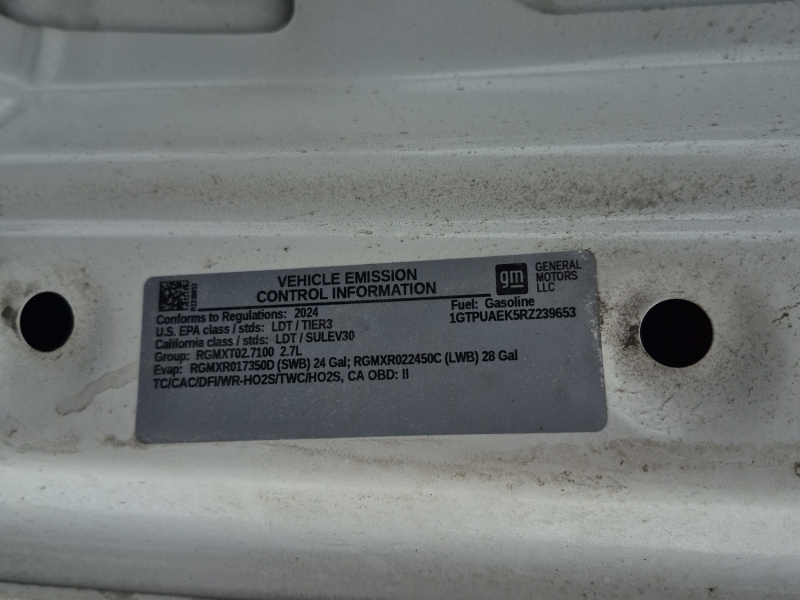 VEHICLE EMISSION
CONTROL INFORMATION
gm
GENERAL
MOTORS
LLC
Conforms to Regulations: 2024
Fuel: Gasoline
U.S. EPA class / stds: LDT / TIER3
1GTPUAEK5RZ239653
California class / stds: LDT / SULEV30
Group: RGMXT02.7100 2.7L
Evap: RGMXR017350D (SWB) 24 Gal; RGMXR022450C (LWB) 28 Gal
TC/CAC/DFI/WR-HO2S/TWC/HO2S, CA OBD: II